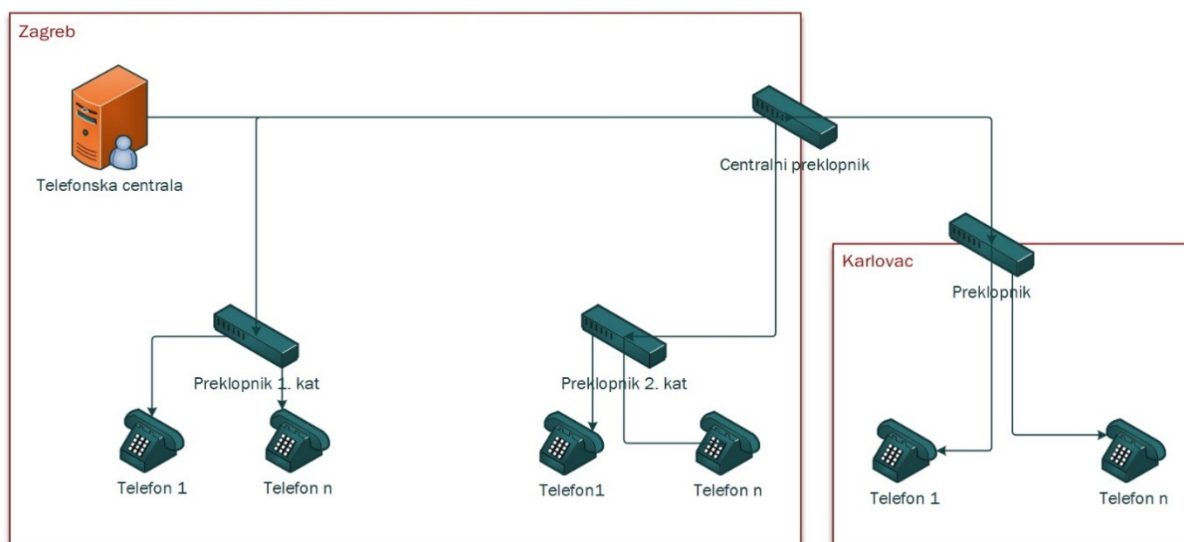 Zagreb
Telefonska centrala
Centralni preklopnik
Karlovac
Preklopnik
Preklopnik 1. kat
Preklopnik 2. kat
Telefon 1
Telefon n
Telefon1
Telefon n
Telefon 1
Telefon n